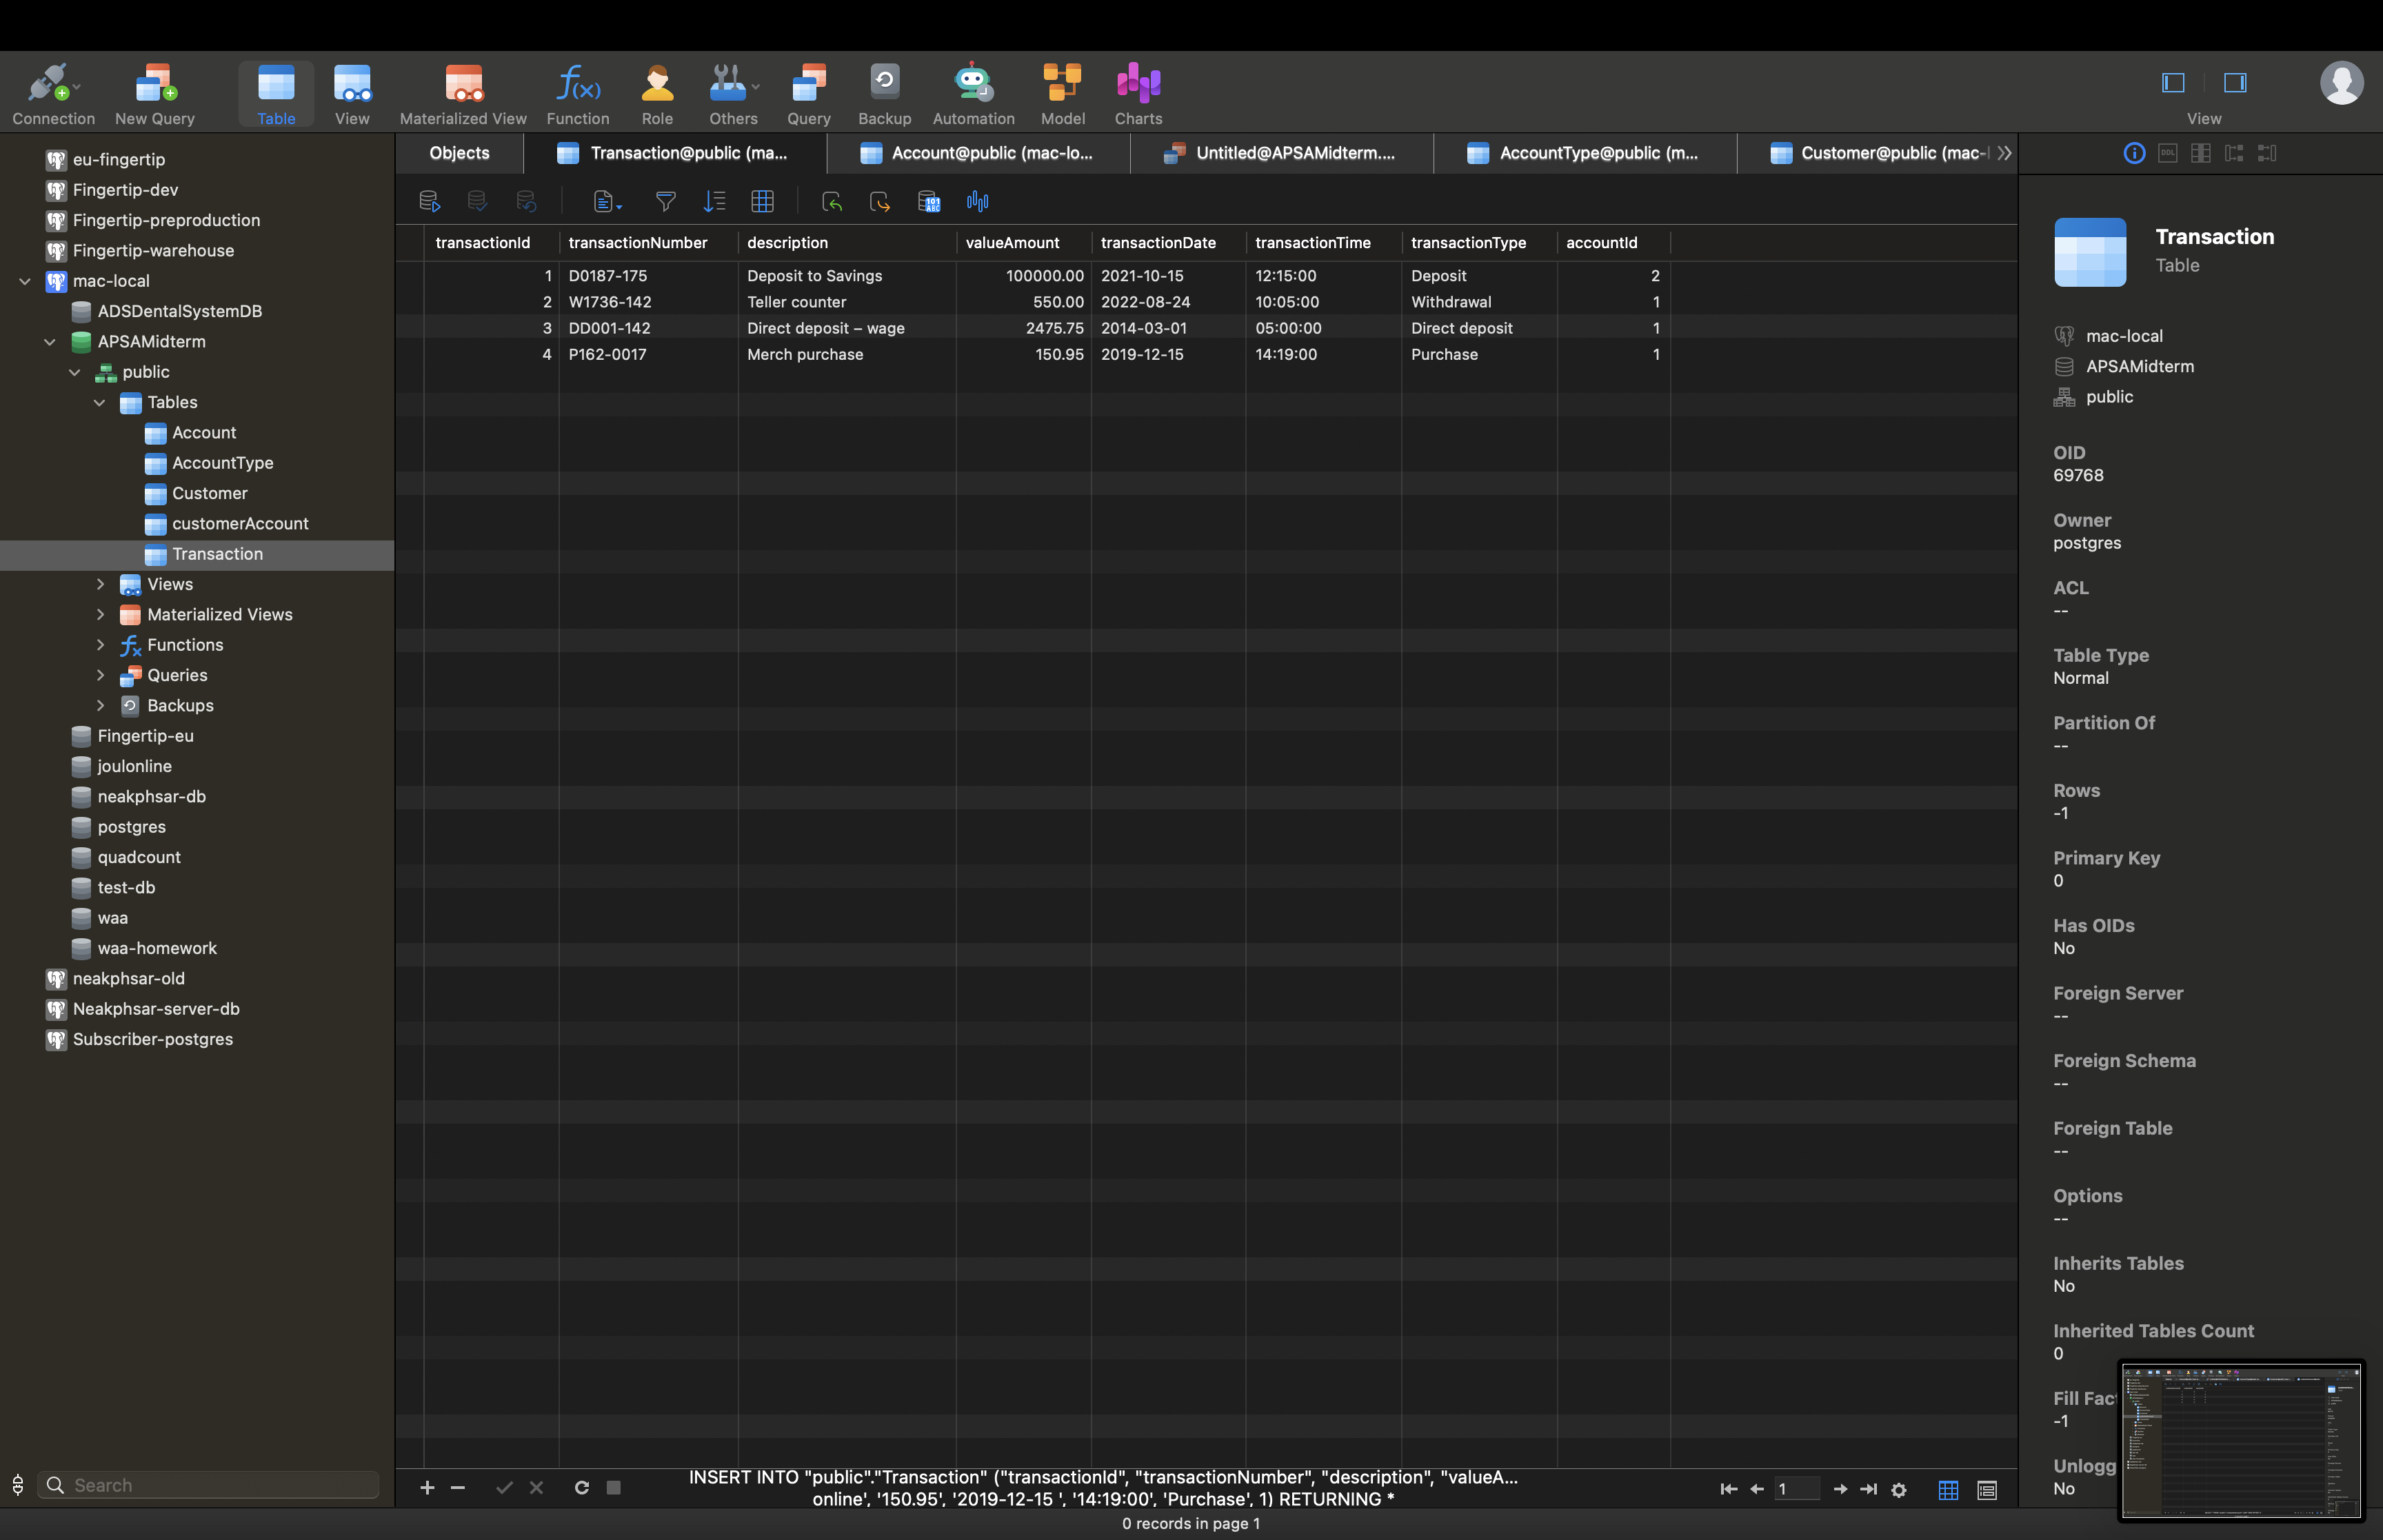 Connection New Query Table View Materialized View Function Role Others Query Backup Automation Model Charts View
eu-fingertip
Fingertip-dev
Fingertip-preproduction
Fingertip-warehouse
mac-local
ADSDentalSystemDB
APSAMidterm
public
Tables
Account
AccountType
Customer
customerAccount
Transaction
Views
Materialized Views
Functions
Queries
Backups
Fingertip-eu
joulonline
neakphsar-db
postgres
quadcount
test-db
waa
waa-homework
neakphsar-old
Neakphsar-server-db
Subscriber-postgres
Search
Objects Transaction@public (ma... Account@public (mac-lo... Untitled@APSAMidterm.... AccountType@public (m... Customer@public (mac-
transactionId transactionNumber description valueAmount transactionDate transactionTime transactionType accountId
1 D0187-175 Deposit to Savings 100000.00 2021-10-15 12:15:00 Deposit 2
2 W1736-142 Teller counter 550.00 2022-08-24 10:05:00 Withdrawal 1
3 DD001-142 Direct deposit – wage 2475.75 2014-03-01 05:00:00 Direct deposit 1
4 P162-0017 Merch purchase 150.95 2019-12-15 14:19:00 Purchase 1
INSERT INTO "public"."Transaction" ("transactionId", "transactionNumber", "description", "valueA...
online', '150.95', '2019-12-15 ', '14:19:00', 'Purchase', 1) RETURNING *
1
0 records in page 1
DDL
Transaction
Table
mac-local
APSAMidterm
public
OID
69768
Owner
postgres
ACL
--
Table Type
Normal
Partition Of
--
Rows
-1
Primary Key
0
Has OIDs
No
Foreign Server
--
Foreign Schema
--
Foreign Table
--
Options
--
Inherits Tables
No
Inherited Tables Count
0
Fill Fact
-1
Unlogg
No